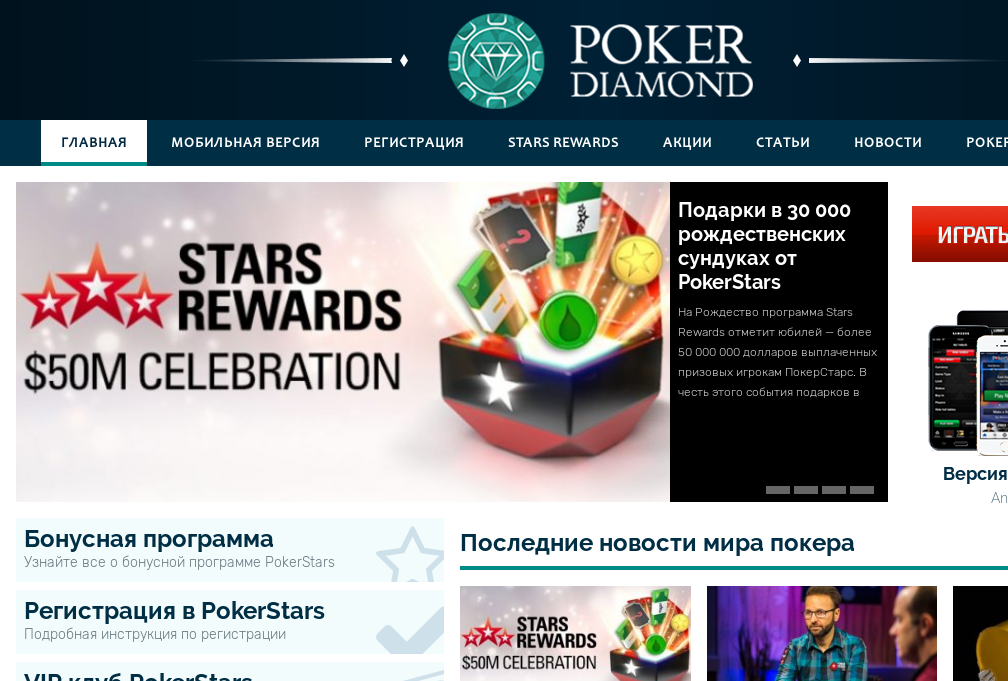 POKER
DIAMOND
ГЛАВНАЯ МОБИЛЬНАЯ ВЕРСИЯ РЕГИСТРАЦИЯ STARS REWARDS АКЦИИ СТАТЬИ НОВОСТИ POKER
STARS
REWARDS
$50M CELEBRATION
Подарки в 30 000
рождественских
сундуках от
PokerStars
На Рождество программа Stars
Rewards отметит юбилей — более
50 000 000 долларов выплаченных
призовых игрокам ПокерСтарс. В
честь этого события подарков в
ИГРАТЬ
Версия
An
Бонусная программа
Узнайте все о бонусной программе PokerStars
Регистрация в PokerStars
Подробная инструкция по регистрации
VIP клуб PokerStars
Последние новости мира покера
STARS
REWARDS
$50M CELEBRATION